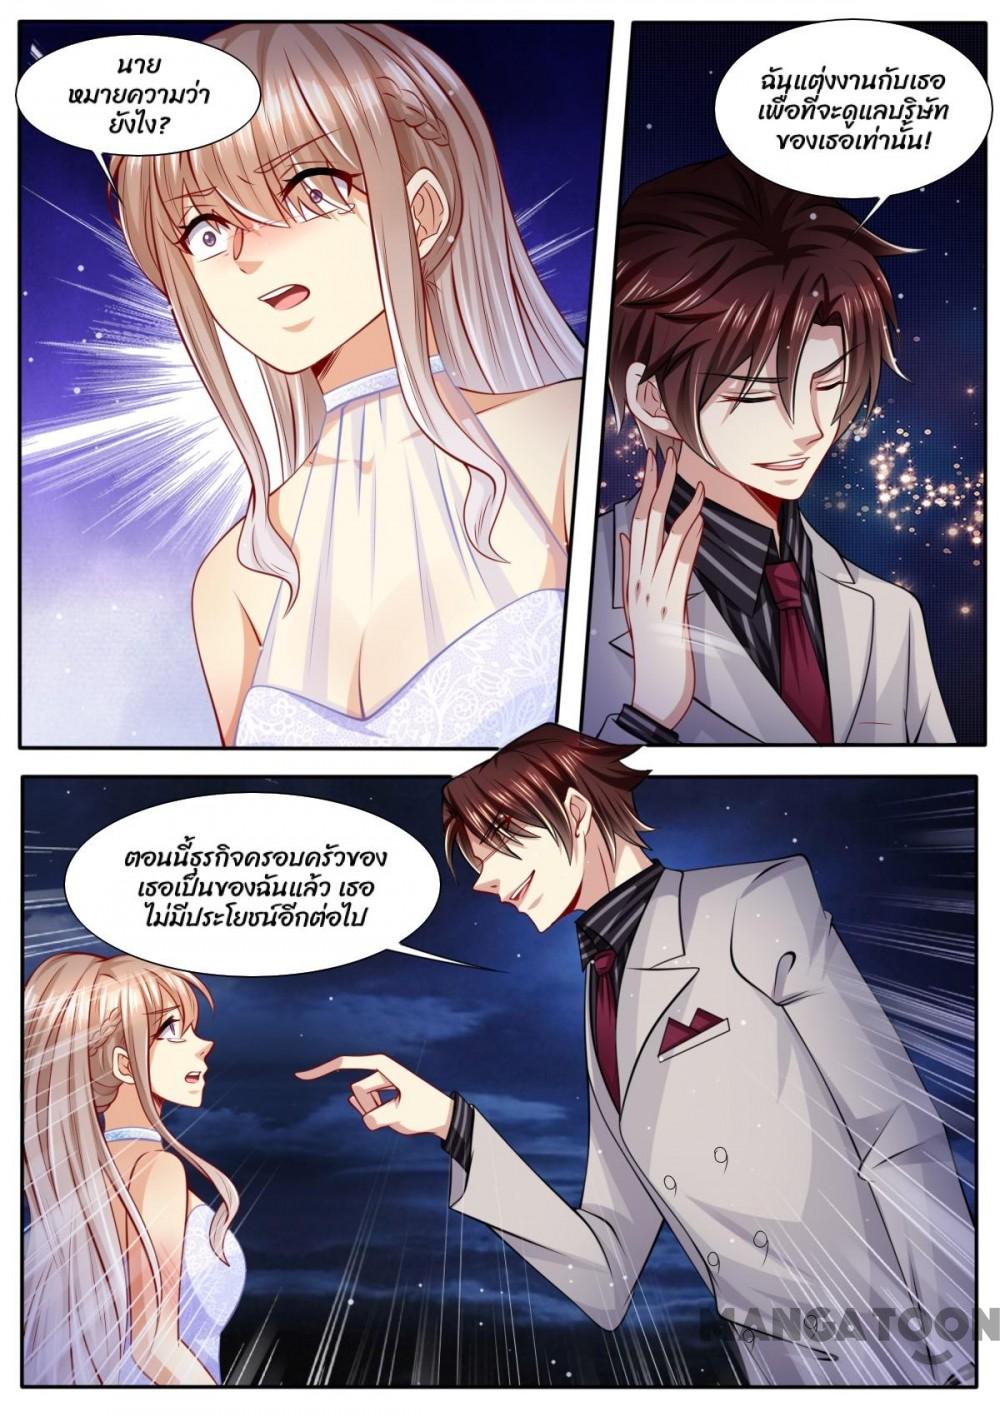 นาย
หมายความว่า
ยังไง?
ฉันแต่งงานกับเธอ
เพื่อที่จะดูแลบริษัท
ของเธอเท่านั้น!
ตอนนี้ธุรกิจครอบครัวของ
เธอเป็นของฉันแล้ว เธอ
ไม่มีประโยชน์อีกต่อไป
MANGATOON